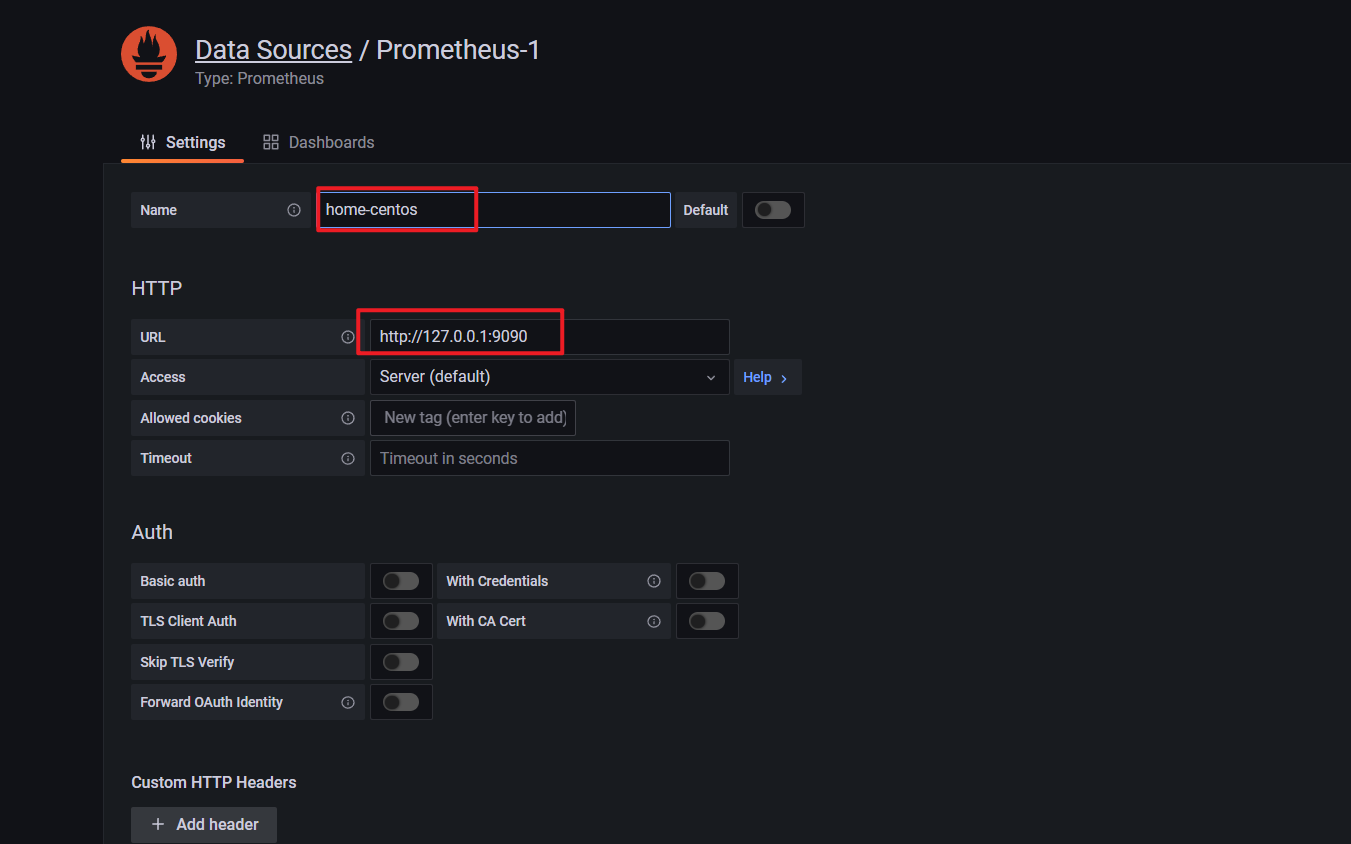 Data Sources / Prometheus-1
Type: Prometheus
Settings
Dashboards
Name
home-centos
Default
HTTP
URL
http://127.0.0.1:9090
Access
Server (default)
Help
Allowed cookies
New tag (enter key to add)
Timeout
Timeout in seconds
Auth
Basic auth
With Credentials
TLS Client Auth
With CA Cert
Skip TLS Verify
Forward OAuth Identity
Custom HTTP Headers
Add header